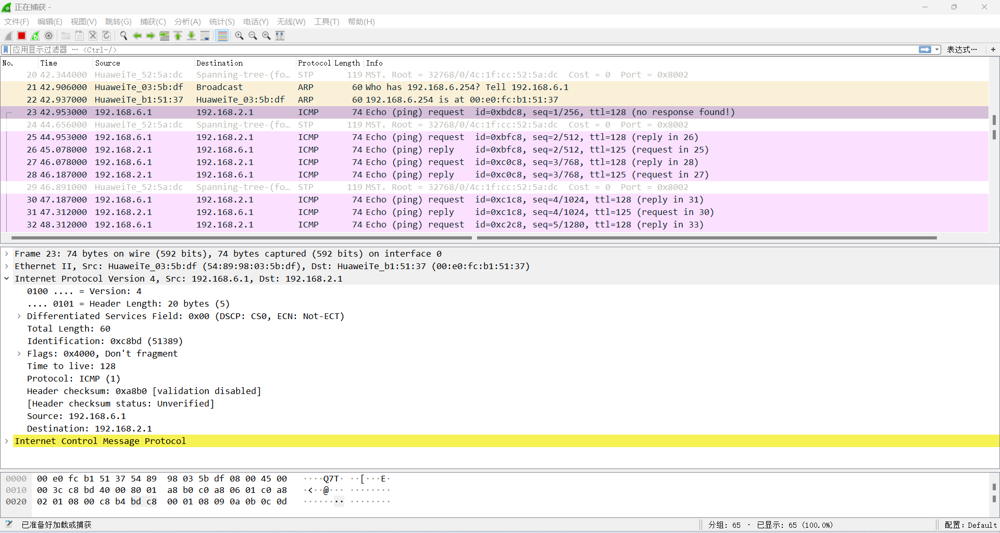 正在捕获 -
文件(F) 编辑(E) 视图(V) 跳转(G) 捕获(C) 分析(A) 统计(S) 电话(Y) 无线(W) 工具(T) 帮助(H)
应用显示过滤器 … <Ctrl-/> 表达式… +
No. Time Source Destination Protocol Length Info
20 42.344000 HuaweiTe_52:5a:dc Spanning-tree-(fo… STP 119 MST. Root = 32768/0/4c:1f:cc:52:5a:dc Cost = 0 Port = 0x8002
21 42.906000 HuaweiTe_03:5b:df Broadcast ARP 60 Who has 192.168.6.254? Tell 192.168.6.1
22 42.937000 HuaweiTe_b1:51:37 HuaweiTe_03:5b:df ARP 60 192.168.6.254 is at 00:e0:fc:b1:51:37
23 42.953000 192.168.6.1 192.168.2.1 ICMP 74 Echo (ping) request id=0xbdc8, seq=1/256, ttl=128 (no response found!)
24 44.656000 HuaweiTe_52:5a:dc Spanning-tree-(fo… STP 119 MST. Root = 32768/0/4c:1f:cc:52:5a:dc Cost = 0 Port = 0x8002
25 44.953000 192.168.6.1 192.168.2.1 ICMP 74 Echo (ping) request id=0xbfc8, seq=2/512, ttl=128 (reply in 26)
26 45.078000 192.168.2.1 192.168.6.1 ICMP 74 Echo (ping) reply id=0xbfc8, seq=2/512, ttl=125 (request in 25)
27 46.078000 192.168.6.1 192.168.2.1 ICMP 74 Echo (ping) request id=0xc0c8, seq=3/768, ttl=128 (reply in 28)
28 46.187000 192.168.2.1 192.168.6.1 ICMP 74 Echo (ping) reply id=0xc0c8, seq=3/768, ttl=125 (request in 27)
29 46.891000 HuaweiTe_52:5a:dc Spanning-tree-(fo… STP 119 MST. Root = 32768/0/4c:1f:cc:52:5a:dc Cost = 0 Port = 0x8002
30 47.187000 192.168.6.1 192.168.2.1 ICMP 74 Echo (ping) request id=0xc1c8, seq=4/1024, ttl=128 (reply in 31)
31 47.312000 192.168.2.1 192.168.6.1 ICMP 74 Echo (ping) reply id=0xc1c8, seq=4/1024, ttl=125 (request in 30)
32 48.312000 192.168.6.1 192.168.2.1 ICMP 74 Echo (ping) request id=0xc2c8, seq=5/1280, ttl=128 (reply in 33)
Frame 23: 74 bytes on wire (592 bits), 74 bytes captured (592 bits) on interface 0
Ethernet II, Src: HuaweiTe_03:5b:df (54:89:98:03:5b:df), Dst: HuaweiTe_b1:51:37 (00:e0:fc:b1:51:37)
Internet Protocol Version 4, Src: 192.168.6.1, Dst: 192.168.2.1
0100 .... = Version: 4
.... 0101 = Header Length: 20 bytes (5)
Differentiated Services Field: 0x00 (DSCP: CS0, ECN: Not-ECT)
Total Length: 60
Identification: 0xc8bd (51389)
Flags: 0x4000, Don't fragment
Time to live: 128
Protocol: ICMP (1)
Header checksum: 0xa8b0 [validation disabled]
[Header checksum status: Unverified]
Source: 192.168.6.1
Destination: 192.168.2.1
Internet Control Message Protocol
0000 00 e0 fc b1 51 37 54 89 98 03 5b df 08 00 45 00 ····Q7T· ··[···E·
0010 00 3c c8 bd 40 00 80 01 a8 b0 c0 a8 06 01 c0 a8 ·<··@··· ········
0020 02 01 08 00 c8 b4 bd c8 00 01 08 09 0a 0b 0c 0d ········ ········
已准备好加载或捕获 分组: 65 · 已显示: 65 (100.0%) 配置: Default